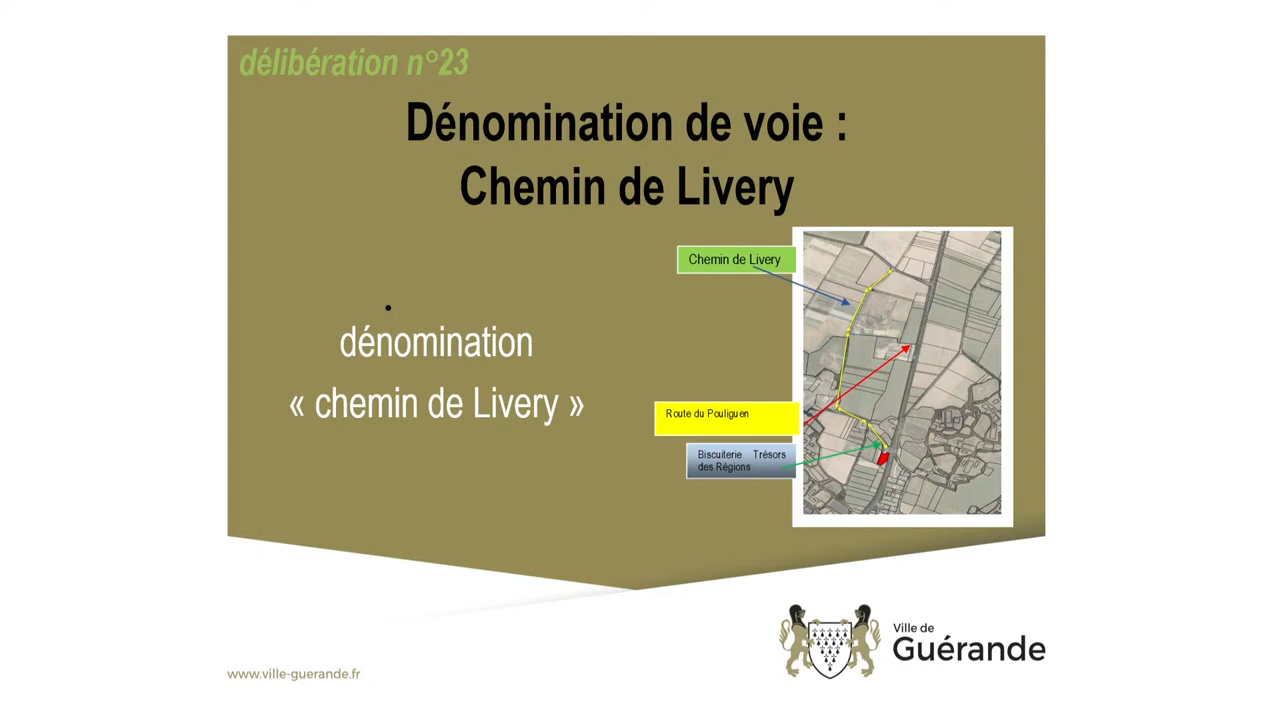 délibération n°23
Dénomination de voie :
Chemin de Livery
Chemin de Livery
•
dénomination
« chemin de Livery »
Route du Pouliguen
Biscuiterie Trésors
des Régions
Ville de
Guérande
www.ville-guerande.fr